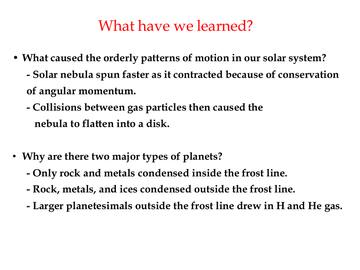 What have we learned?
• What caused the orderly patterns of motion in our solar system?
- Solar nebula spun faster as it contracted because of conservation
of angular momentum.
- Collisions between gas particles then caused the
nebula to flatten into a disk.
• Why are there two major types of planets?
- Only rock and metals condensed inside the frost line.
- Rock, metals, and ices condensed outside the frost line.
- Larger planetesimals outside the frost line drew in H and He gas.